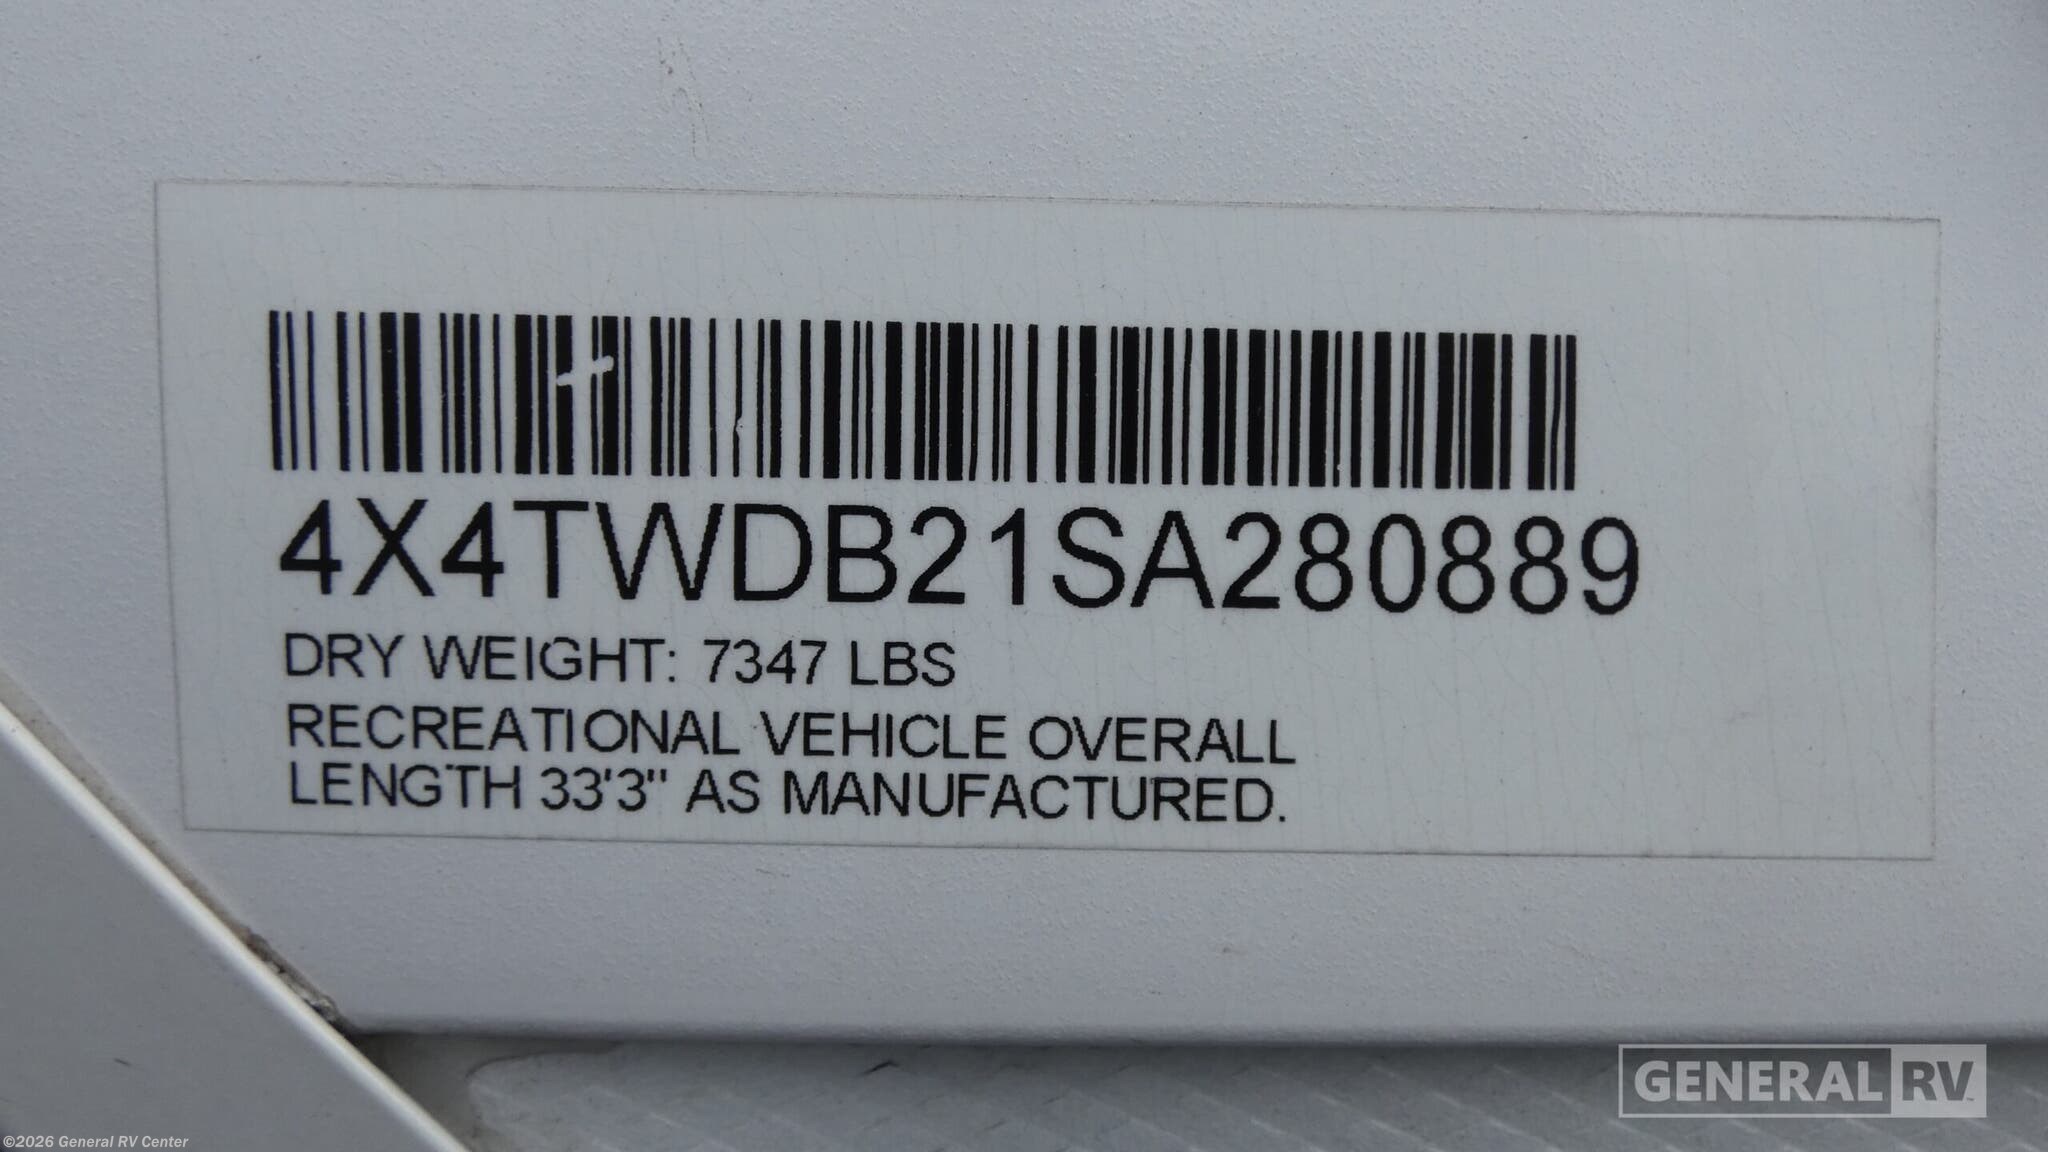 4X4TWDB21SA280889
DRY WEIGHT: 7347 LBS
RECREATIONAL VEHICLE OVERALL
LENGTH 33'3" AS MANUFACTURED.
GENERAL RV
©2026 General RV Center